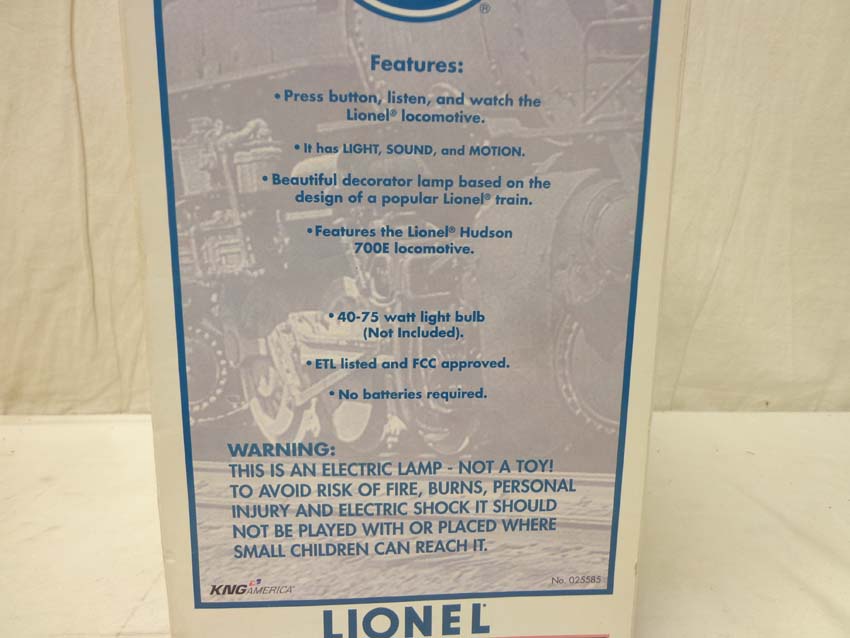 ®
Features:
• Press button, listen, and watch the
Lionel® locomotive.
• It has LIGHT, SOUND, and MOTION.
• Beautiful decorator lamp based on the
design of a popular Lionel® train.
• Features the Lionel® Hudson
700E locomotive.
• 40-75 watt light bulb
(Not Included).
• ETL listed and FCC approved.
• No batteries required.
WARNING:
THIS IS AN ELECTRIC LAMP - NOT A TOY!
TO AVOID RISK OF FIRE, BURNS, PERSONAL
INJURY AND ELECTRIC SHOCK IT SHOULD
NOT BE PLAYED WITH OR PLACED WHERE
SMALL CHILDREN CAN REACH IT.
KNG AMERICA
No. 025585
LIONEL®